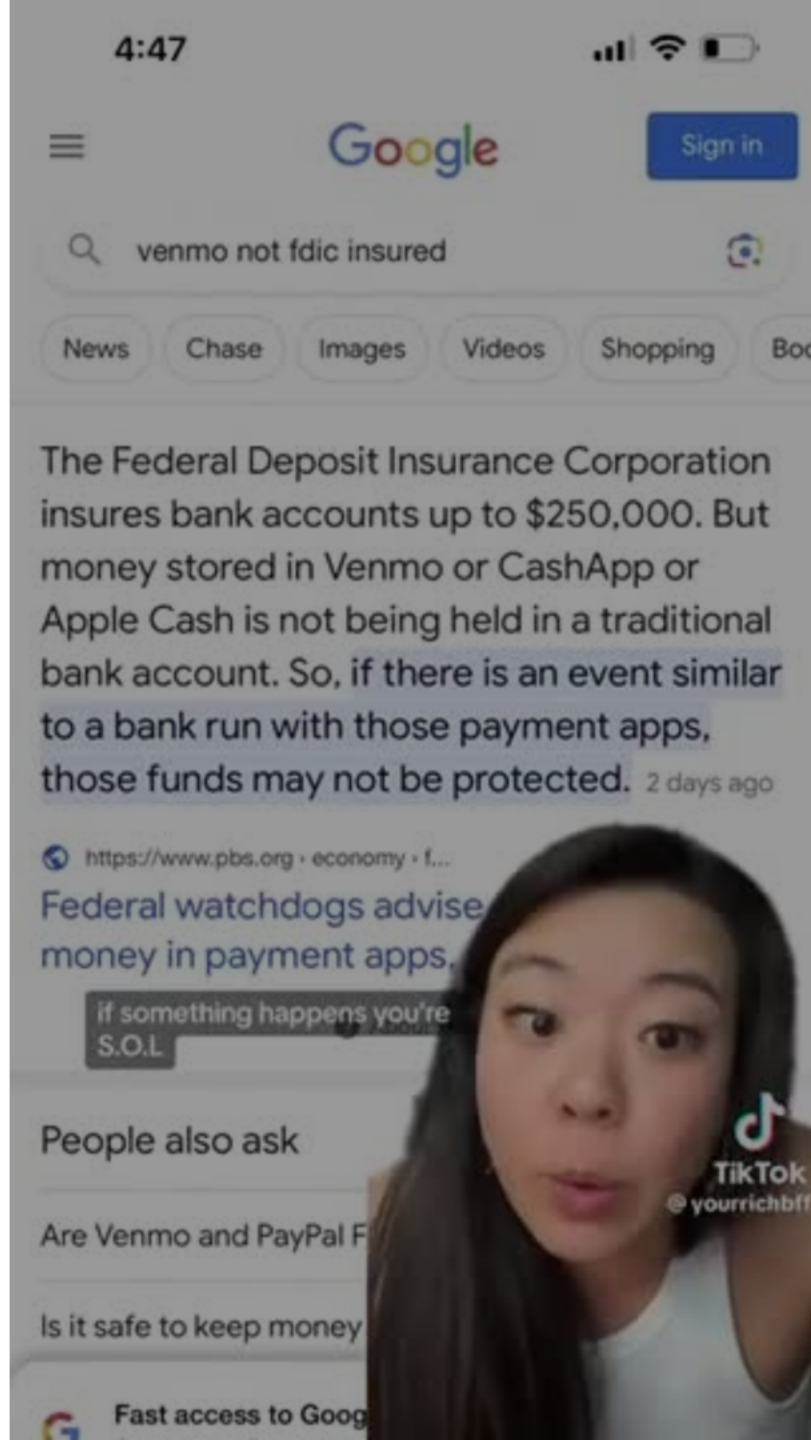 4:47
Google
Sign in
venmo not fdic insured
News
Chase
Images
Videos
Shopping
Boo
The Federal Deposit Insurance Corporation
insures bank accounts up to $250,000. But
money stored in Venmo or CashApp or
Apple Cash is not being held in a traditional
bank account. So, if there is an event similar
to a bank run with those payment apps,
those funds may not be protected. 2 days ago
https://www.pbs.org › economy › f...
Federal watchdogs advise
money in payment apps,
if something happens you're
S.O.L
People also ask
Are Venmo and PayPal F
Is it safe to keep money
Fast access to Goog
TikTok
@yourrichbff